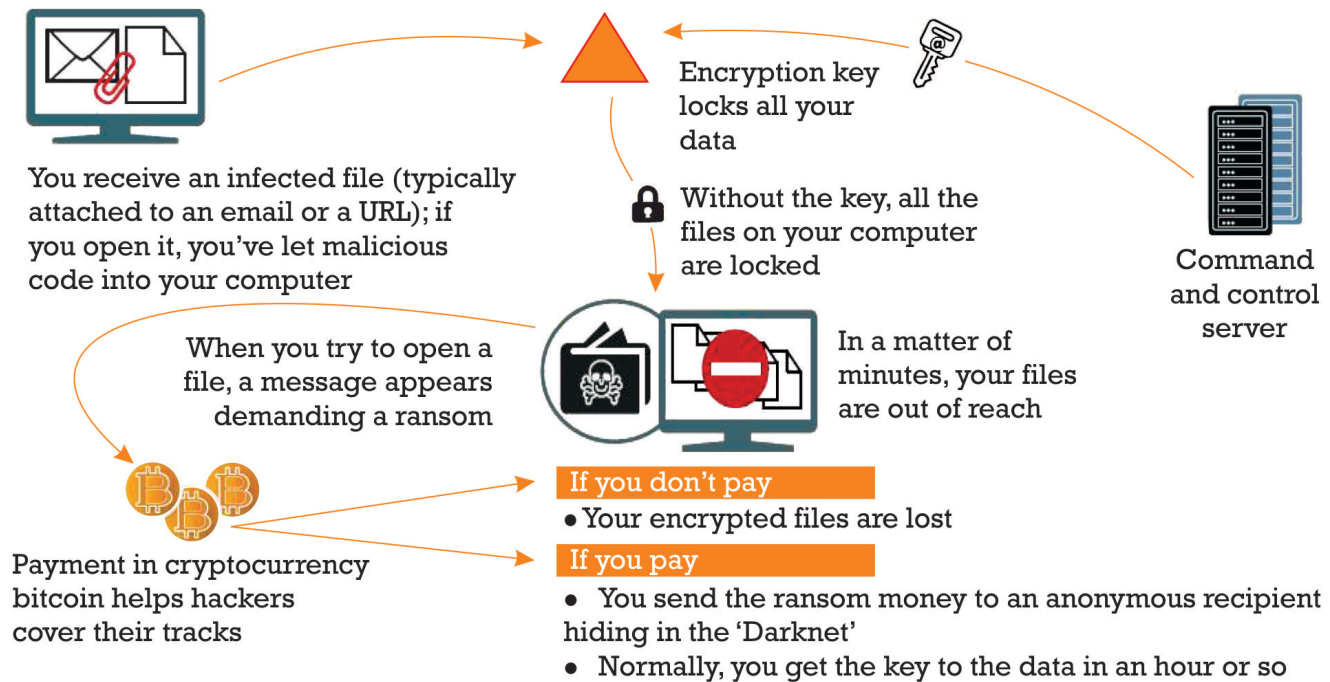 @
Encryption key
locks all your
data
You receive an infected file (typically
attached to an email or a URL); if
you open it, you’ve let malicious
code into your computer
Without the key, all the
files on your computer
are locked
Command
and control
server
When you try to open a
file, a message appears
demanding a ransom
In a matter of
minutes, your files
are out of reach
Payment in cryptocurrency
bitcoin helps hackers
cover their tracks
If you don’t pay
● Your encrypted files are lost
If you pay
● You send the ransom money to an anonymous recipient
hiding in the ‘Darknet’
● Normally, you get the key to the data in an hour or so